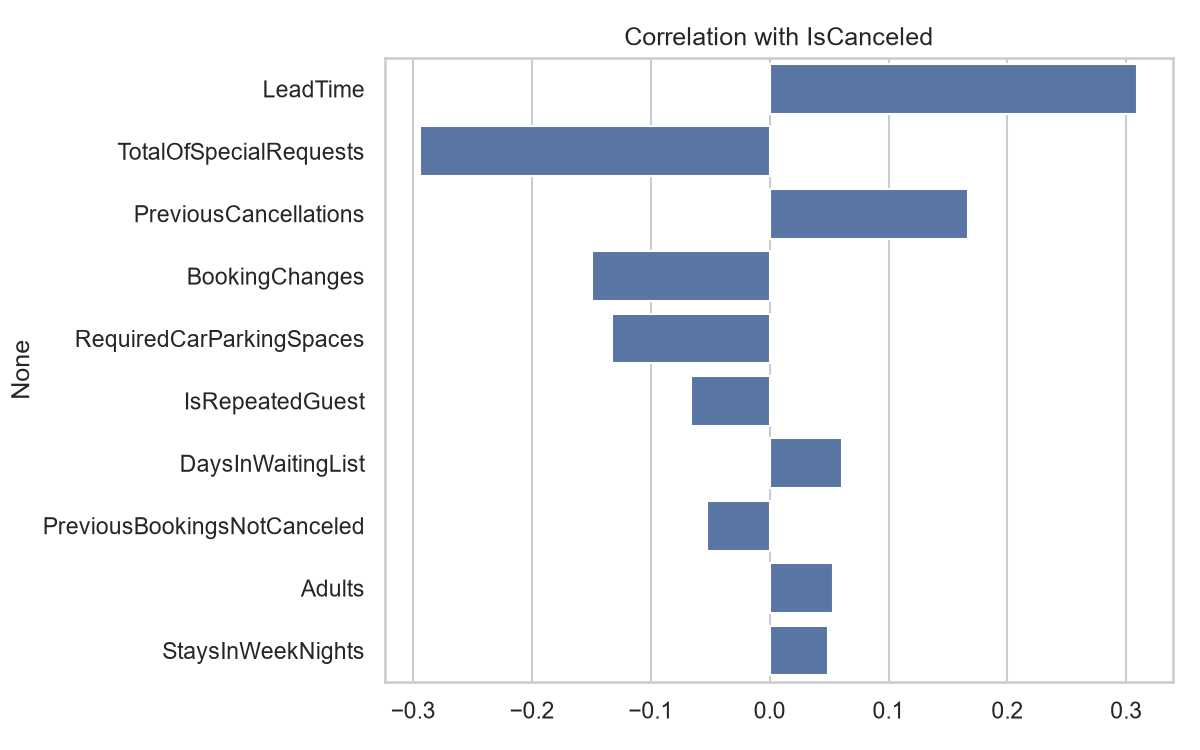 Correlation with IsCanceled
LeadTime
TotalOfSpecialRequests
PreviousCancellations
BookingChanges
RequiredCarParkingSpaces
IsRepeatedGuest
DaysInWaitingList
PreviousBookingsNotCanceled
Adults
StaysInWeekNights
None
−0.3 −0.2 −0.1 0.0 0.1 0.2 0.3